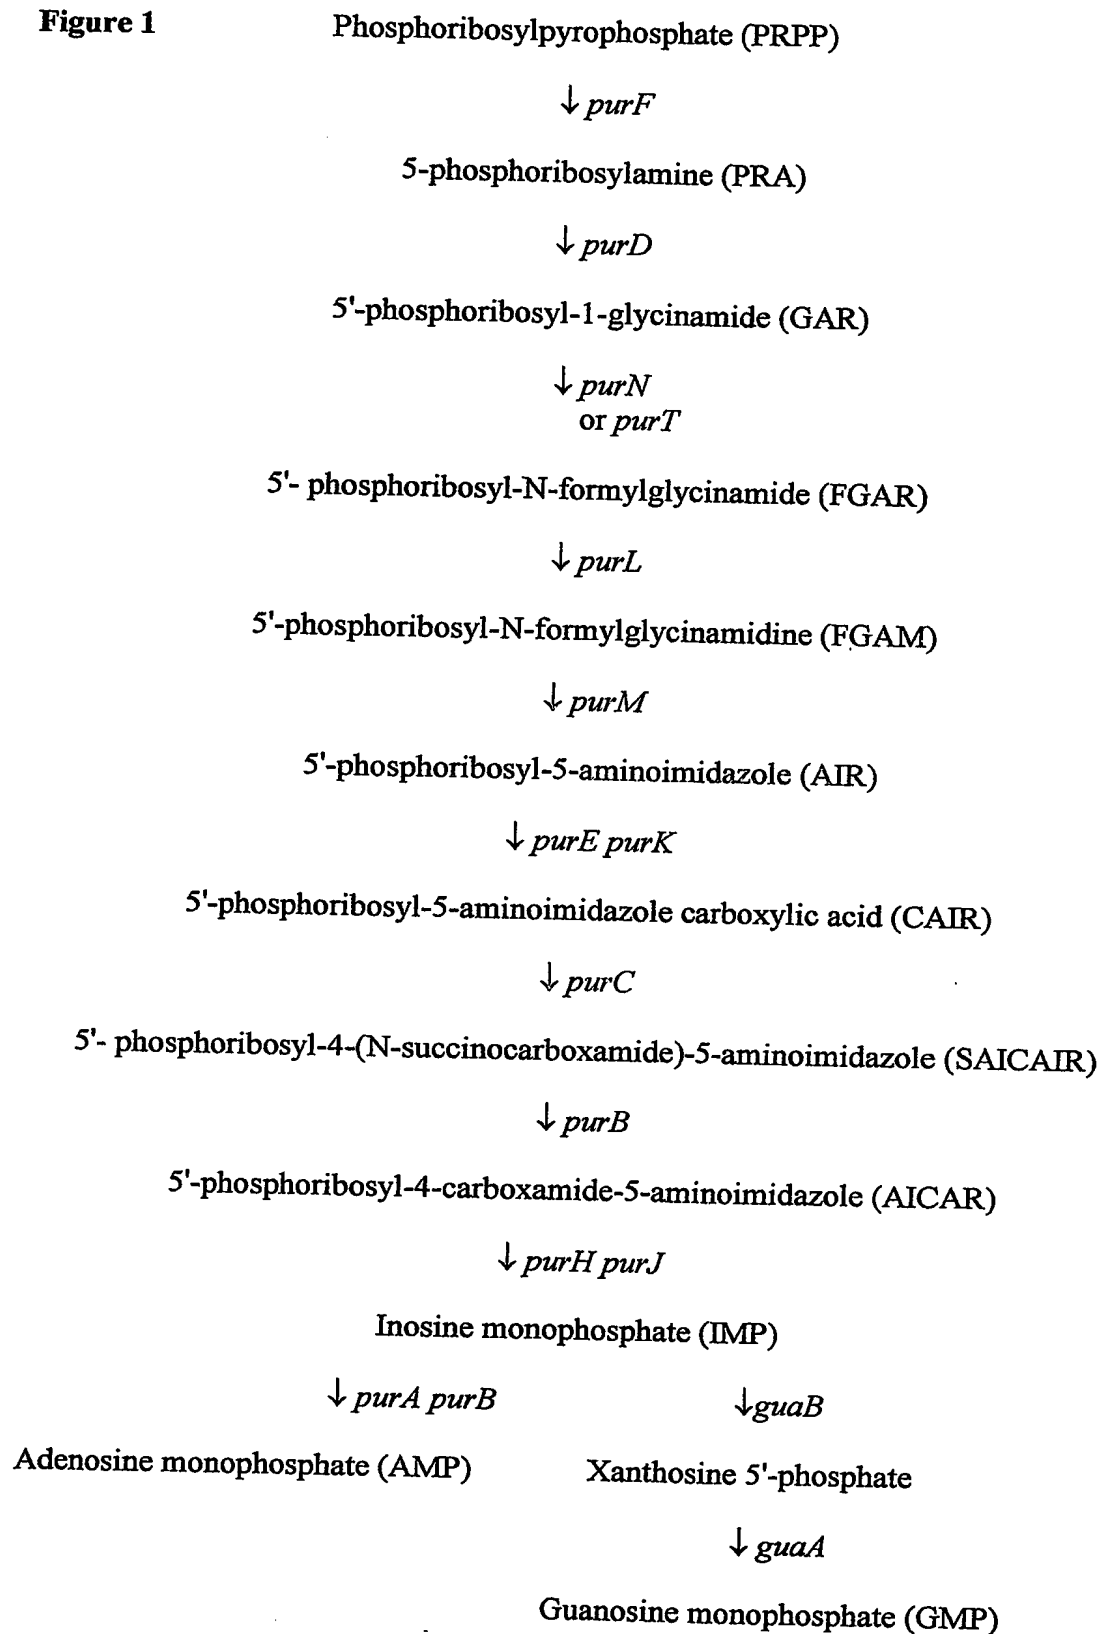 Figure 1
Phosphoribosylpyrophosphate (PRPP)
↓ purF
5-phosphoribosylamine (PRA)
↓ purD
5'-phosphoribosyl-1-glycinamide (GAR)
↓ purN
or purT
5'- phosphoribosyl-N-formylglycinamide (FGAR)
↓ purL
5'-phosphoribosyl-N-formylglycinamidine (FGAM)
↓ purM
5'-phosphoribosyl-5-aminoimidazole (AIR)
↓ purE purK
5'-phosphoribosyl-5-aminoimidazole carboxylic acid (CAIR)
↓ purC
5'- phosphoribosyl-4-(N-succinocarboxamide)-5-aminoimidazole (SAICAIR)
↓ purB
5'-phosphoribosyl-4-carboxamide-5-aminoimidazole (AICAR)
↓ purH purJ
Inosine monophosphate (IMP)
↓ purA purB ↓guaB
Adenosine monophosphate (AMP) Xanthosine 5'-phosphate
↓ guaA
Guanosine monophosphate (GMP)